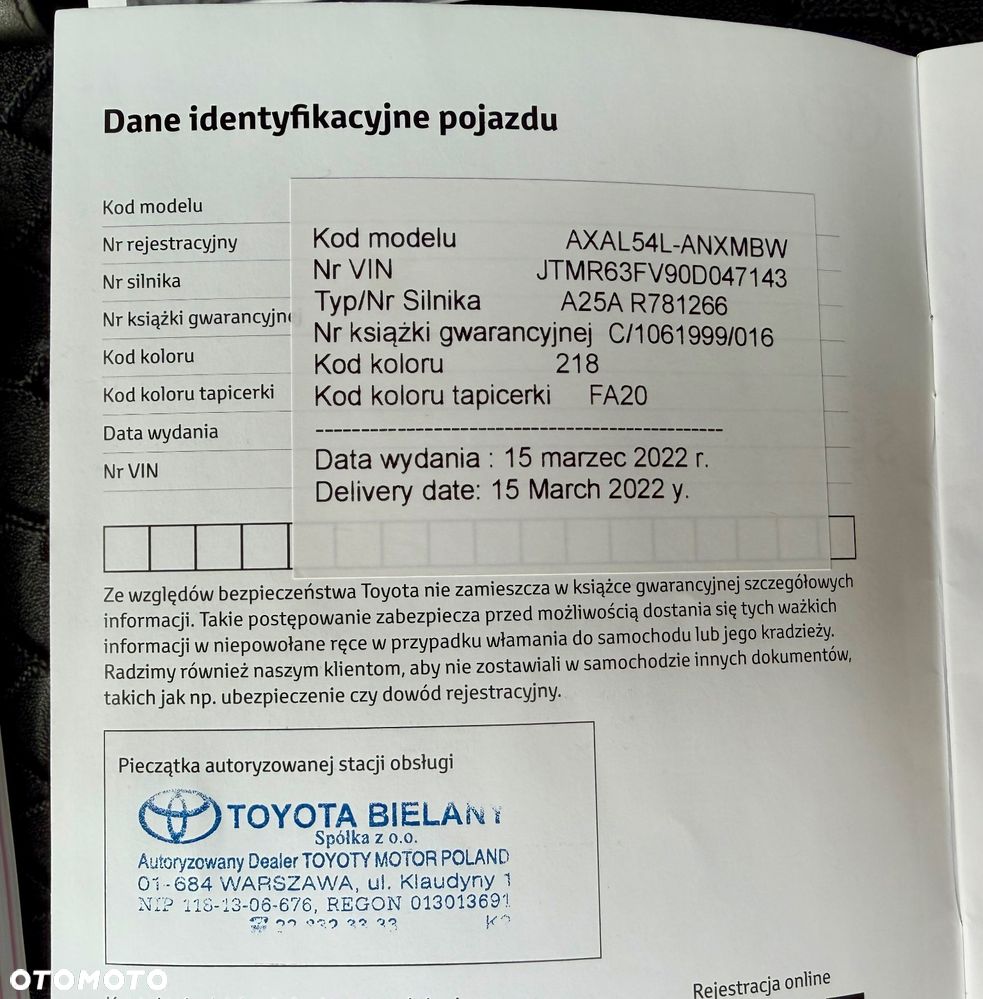 Dane identyfikacyjne pojazdu
Kod modelu
Nr rejestracyjny
Nr silnika
Nr książki gwarancyjne
Kod koloru
Kod koloru tapicerki
Data wydania
Nr VIN
Kod modelu AXAL54L-ANXMBW
Nr VIN JTMR63FV90D047143
Typ/Nr Silnika A25A R781266
Nr książki gwarancyjnej C/1061999/016
Kod koloru 218
Kod koloru tapicerki FA20
---------------------------------------------
Data wydania : 15 marzec 2022 r.
Delivery date: 15 March 2022 y.
Ze względów bezpieczeństwa Toyota nie zamieszcza w książce gwarancyjnej szczegółowych
informacji. Takie postępowanie zabezpiecza przed możliwością dostania się tych ważkich
informacji w niepowołane ręce w przypadku włamania do samochodu lub jego kradzieży.
Radzimy również naszym klientom, aby nie zostawiali w samochodzie innych dokumentów,
takich jak np. ubezpieczenie czy dowód rejestracyjny.
Pieczątka autoryzowanej stacji obsługi
TOYOTA BIELANY
Spółka z o.o.
Autoryzowany Dealer TOYOTY MOTOR POLAND
01-684 WARSZAWA, ul. Klaudyny 1
NIP 118-13-06-676, REGON 013013691
Rejestracja online
OTOMOTO